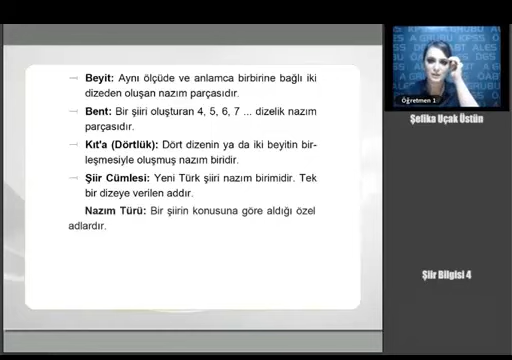 → Beyit: Aynı ölçüde ve anlamca birbirine bağlı iki
dizeden oluşan nazım parçasıdır.
→ Bent: Bir şiiri oluşturan 4, 5, 6, 7 ... dizelik nazım
parçasıdır.
→ Kıt'a (Dörtlük): Dört dizenin ya da iki beyitin bir-
leşmesiyle oluşmuş nazım biridir.
→ Şiir Cümlesi: Yeni Türk şiiri nazım birimidir. Tek
bir dizeye verilen addır.
Nazım Türü: Bir şiirin konusuna göre aldığı özel
adlardır.
Öğretmen 1
Şefika Uçak Üstün
Şiir Bilgisi 4